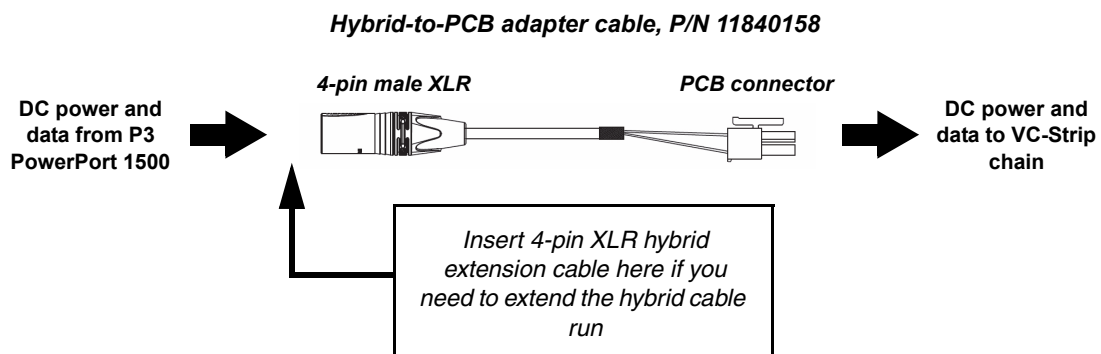 Hybrid-to-PCB adapter cable, P/N 11840158
4-pin male XLR
PCB connector
DC power and
data from P3
PowerPort 1500
DC power and
data to VC-Strip
chain
Insert 4-pin XLR hybrid
extension cable here if you
need to extend the hybrid cable
run